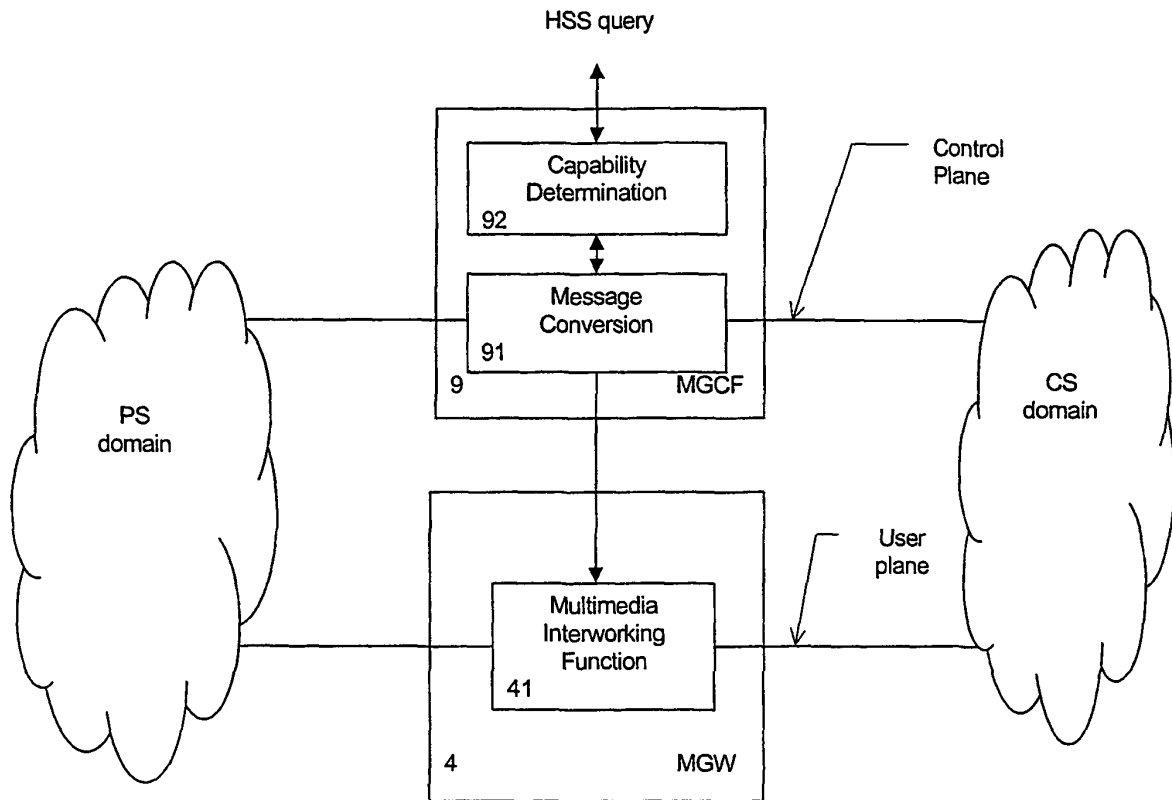 HSS query
Capability
Determination
92
Control
Plane
Message
Conversion
91
9
MGCF
PS
domain
CS
domain
User
plane
Multimedia
Interworking
Function
41
4
MGW